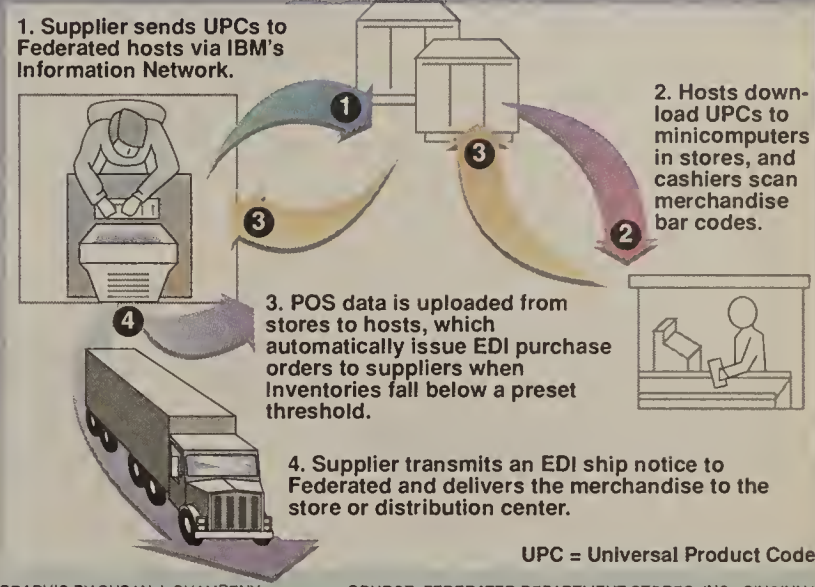 1. Supplier sends UPCs to
Federated hosts via IBM's
Information Network.
1
2. Hosts down-
load UPCs to
minicomputers
in stores, and
cashiers scan
merchandise
bar codes.
3
3
2
4
3. POS data is uploaded from
stores to hosts, which
automatically issue EDI purchase
orders to suppliers when
Inventories fall below a preset
threshold.
4. Supplier transmits an EDI ship notice to
Federated and delivers the merchandise to the
store or distribution center.
UPC = Universal Product Code